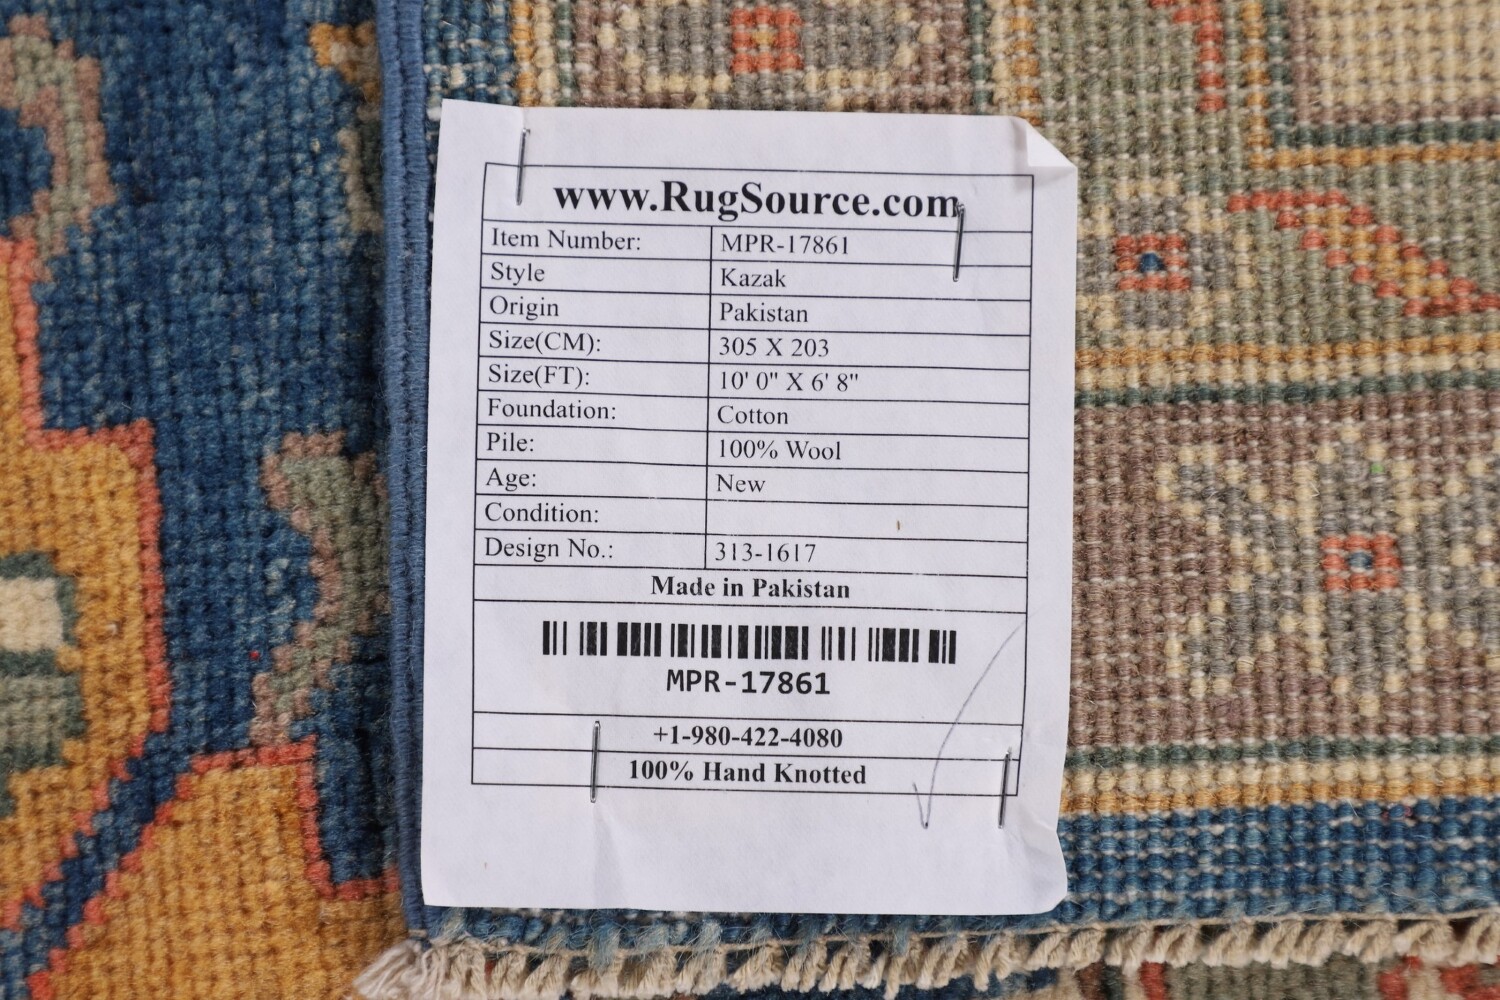 www.RugSource.com
Item Number: MPR-17861
Style Kazak
Origin Pakistan
Size(CM): 305 X 203
Size(FT): 10' 0" X 6' 8"
Foundation: Cotton
Pile: 100% Wool
Age: New
Condition:
Design No.: 313-1617
Made in Pakistan
MPR-17861
+1-980-422-4080
100% Hand Knotted